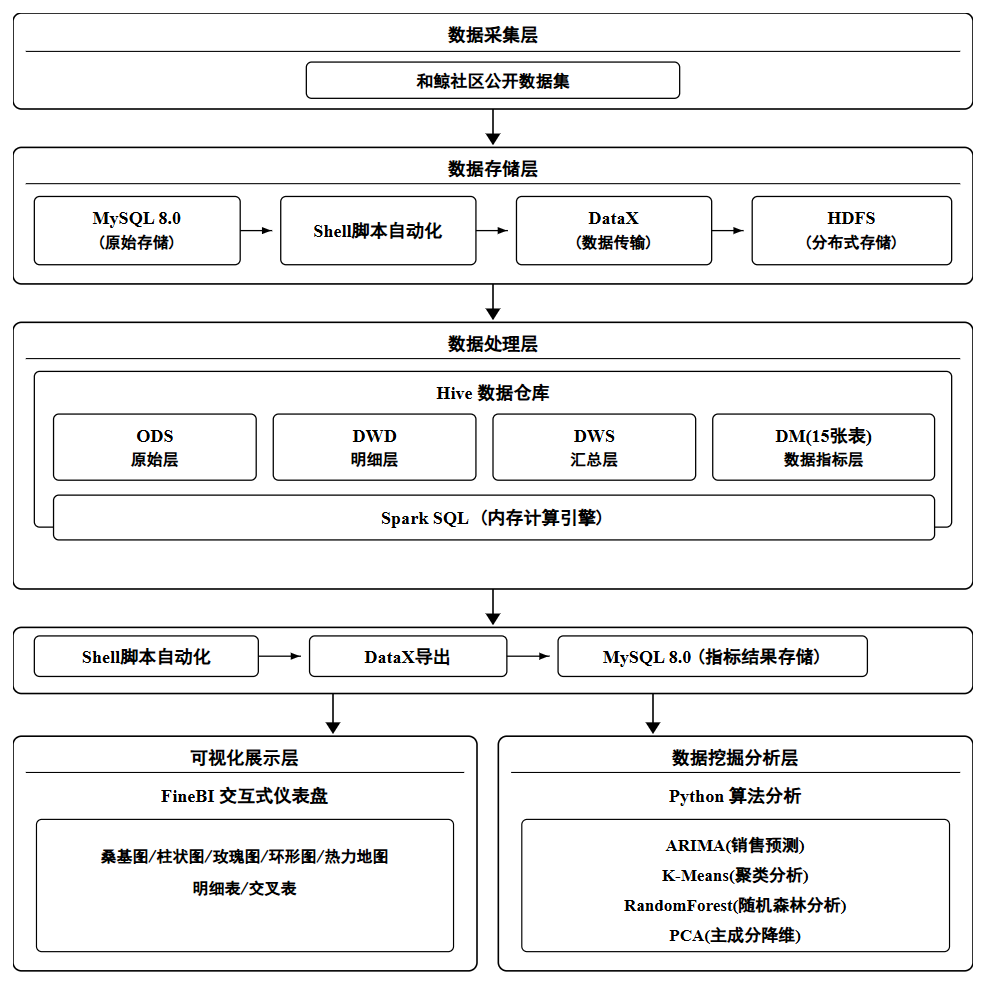 数据采集层
和鲸社区公开数据集
数据存储层
MySQL 8.0
（原始存储）
Shell脚本自动化
DataX
（数据传输）
HDFS
（分布式存储）
数据处理层
Hive 数据仓库
ODS
原始层
DWD
明细层
DWS
汇总层
DM(15张表)
数据指标层
Spark SQL（内存计算引擎）
Shell脚本自动化
DataX导出
MySQL 8.0（指标结果存储）
可视化展示层
FineBI 交互式仪表盘
桑基图/柱状图/玫瑰图/环形图/热力地图
明细表/交叉表
数据挖掘分析层
Python 算法分析
ARIMA(销售预测)
K-Means(聚类分析)
RandomForest(随机森林分析)
PCA(主成分降维)